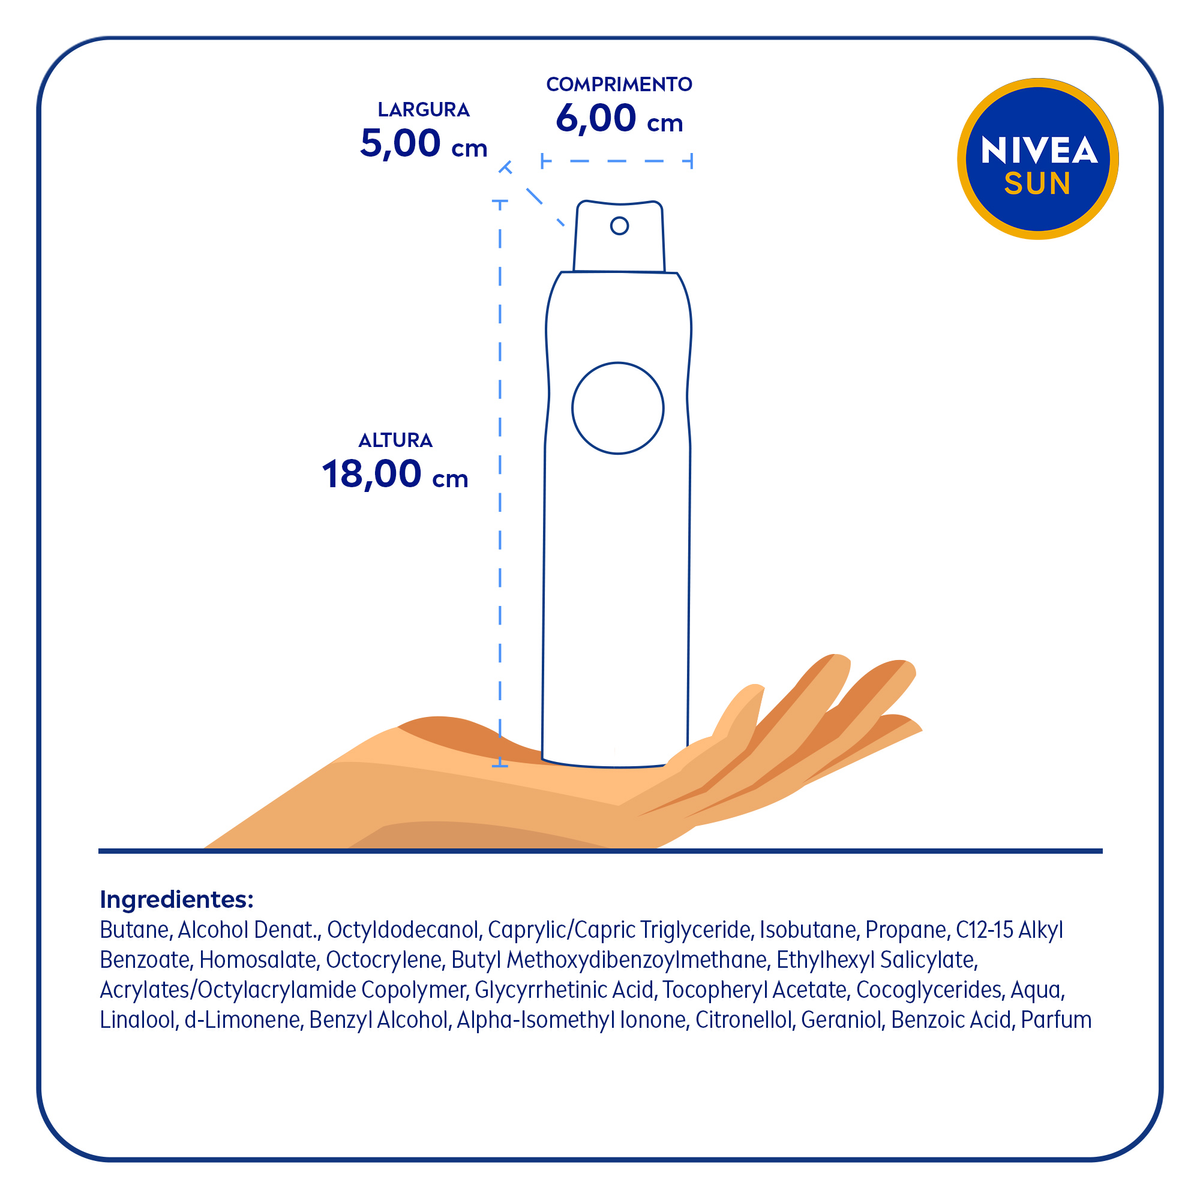 COMPRIMENTO
6,00 cm
LARGURA
5,00 cm
NIVEA
SUN
ALTURA
18,00 cm
Ingredientes:
Butane, Alcohol Denat., Octyldodecanol, Caprylic/Capric Triglyceride, Isobutane, Propane, C12-15 Alkyl
Benzoate, Homosalate, Octocrylene, Butyl Methoxydibenzoylmethane, Ethylhexyl Salicylate,
Acrylates/Octylacrylamide Copolymer, Glycyrrhetinic Acid, Tocopheryl Acetate, Cocoglycerides, Aqua,
Linalool, d-Limonene, Benzyl Alcohol, Alpha-Isomethyl Ionone, Citronellol, Geraniol, Benzoic Acid, Parfum